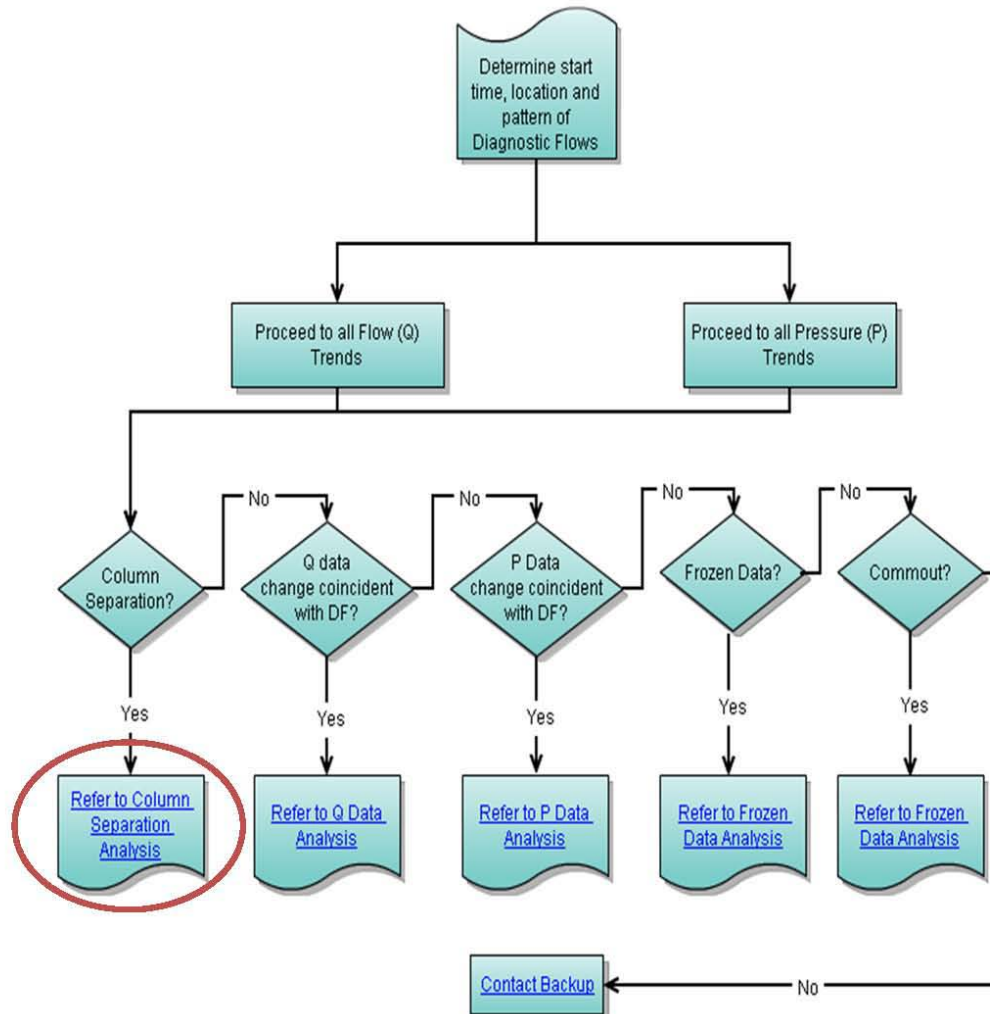 Determine start
time, location and
pattern of
Diagnostic Flows
Proceed to all Flow (Q)
Trends
Proceed to all Pressure (P)
Trends
No
No
No
No
Column
Separation?
Q data
change coincident
with DF?
P Data
change coincident
with DF?
Frozen Data?
Commout?
Yes
Yes
Yes
Yes
Yes
Refer to Column
Separation
Analysis
Refer to Q Data
Analysis
Refer to P Data
Analysis
Refer to Frozen
Data Analysis
Refer to Frozen
Data Analysis
Contact Backup
No